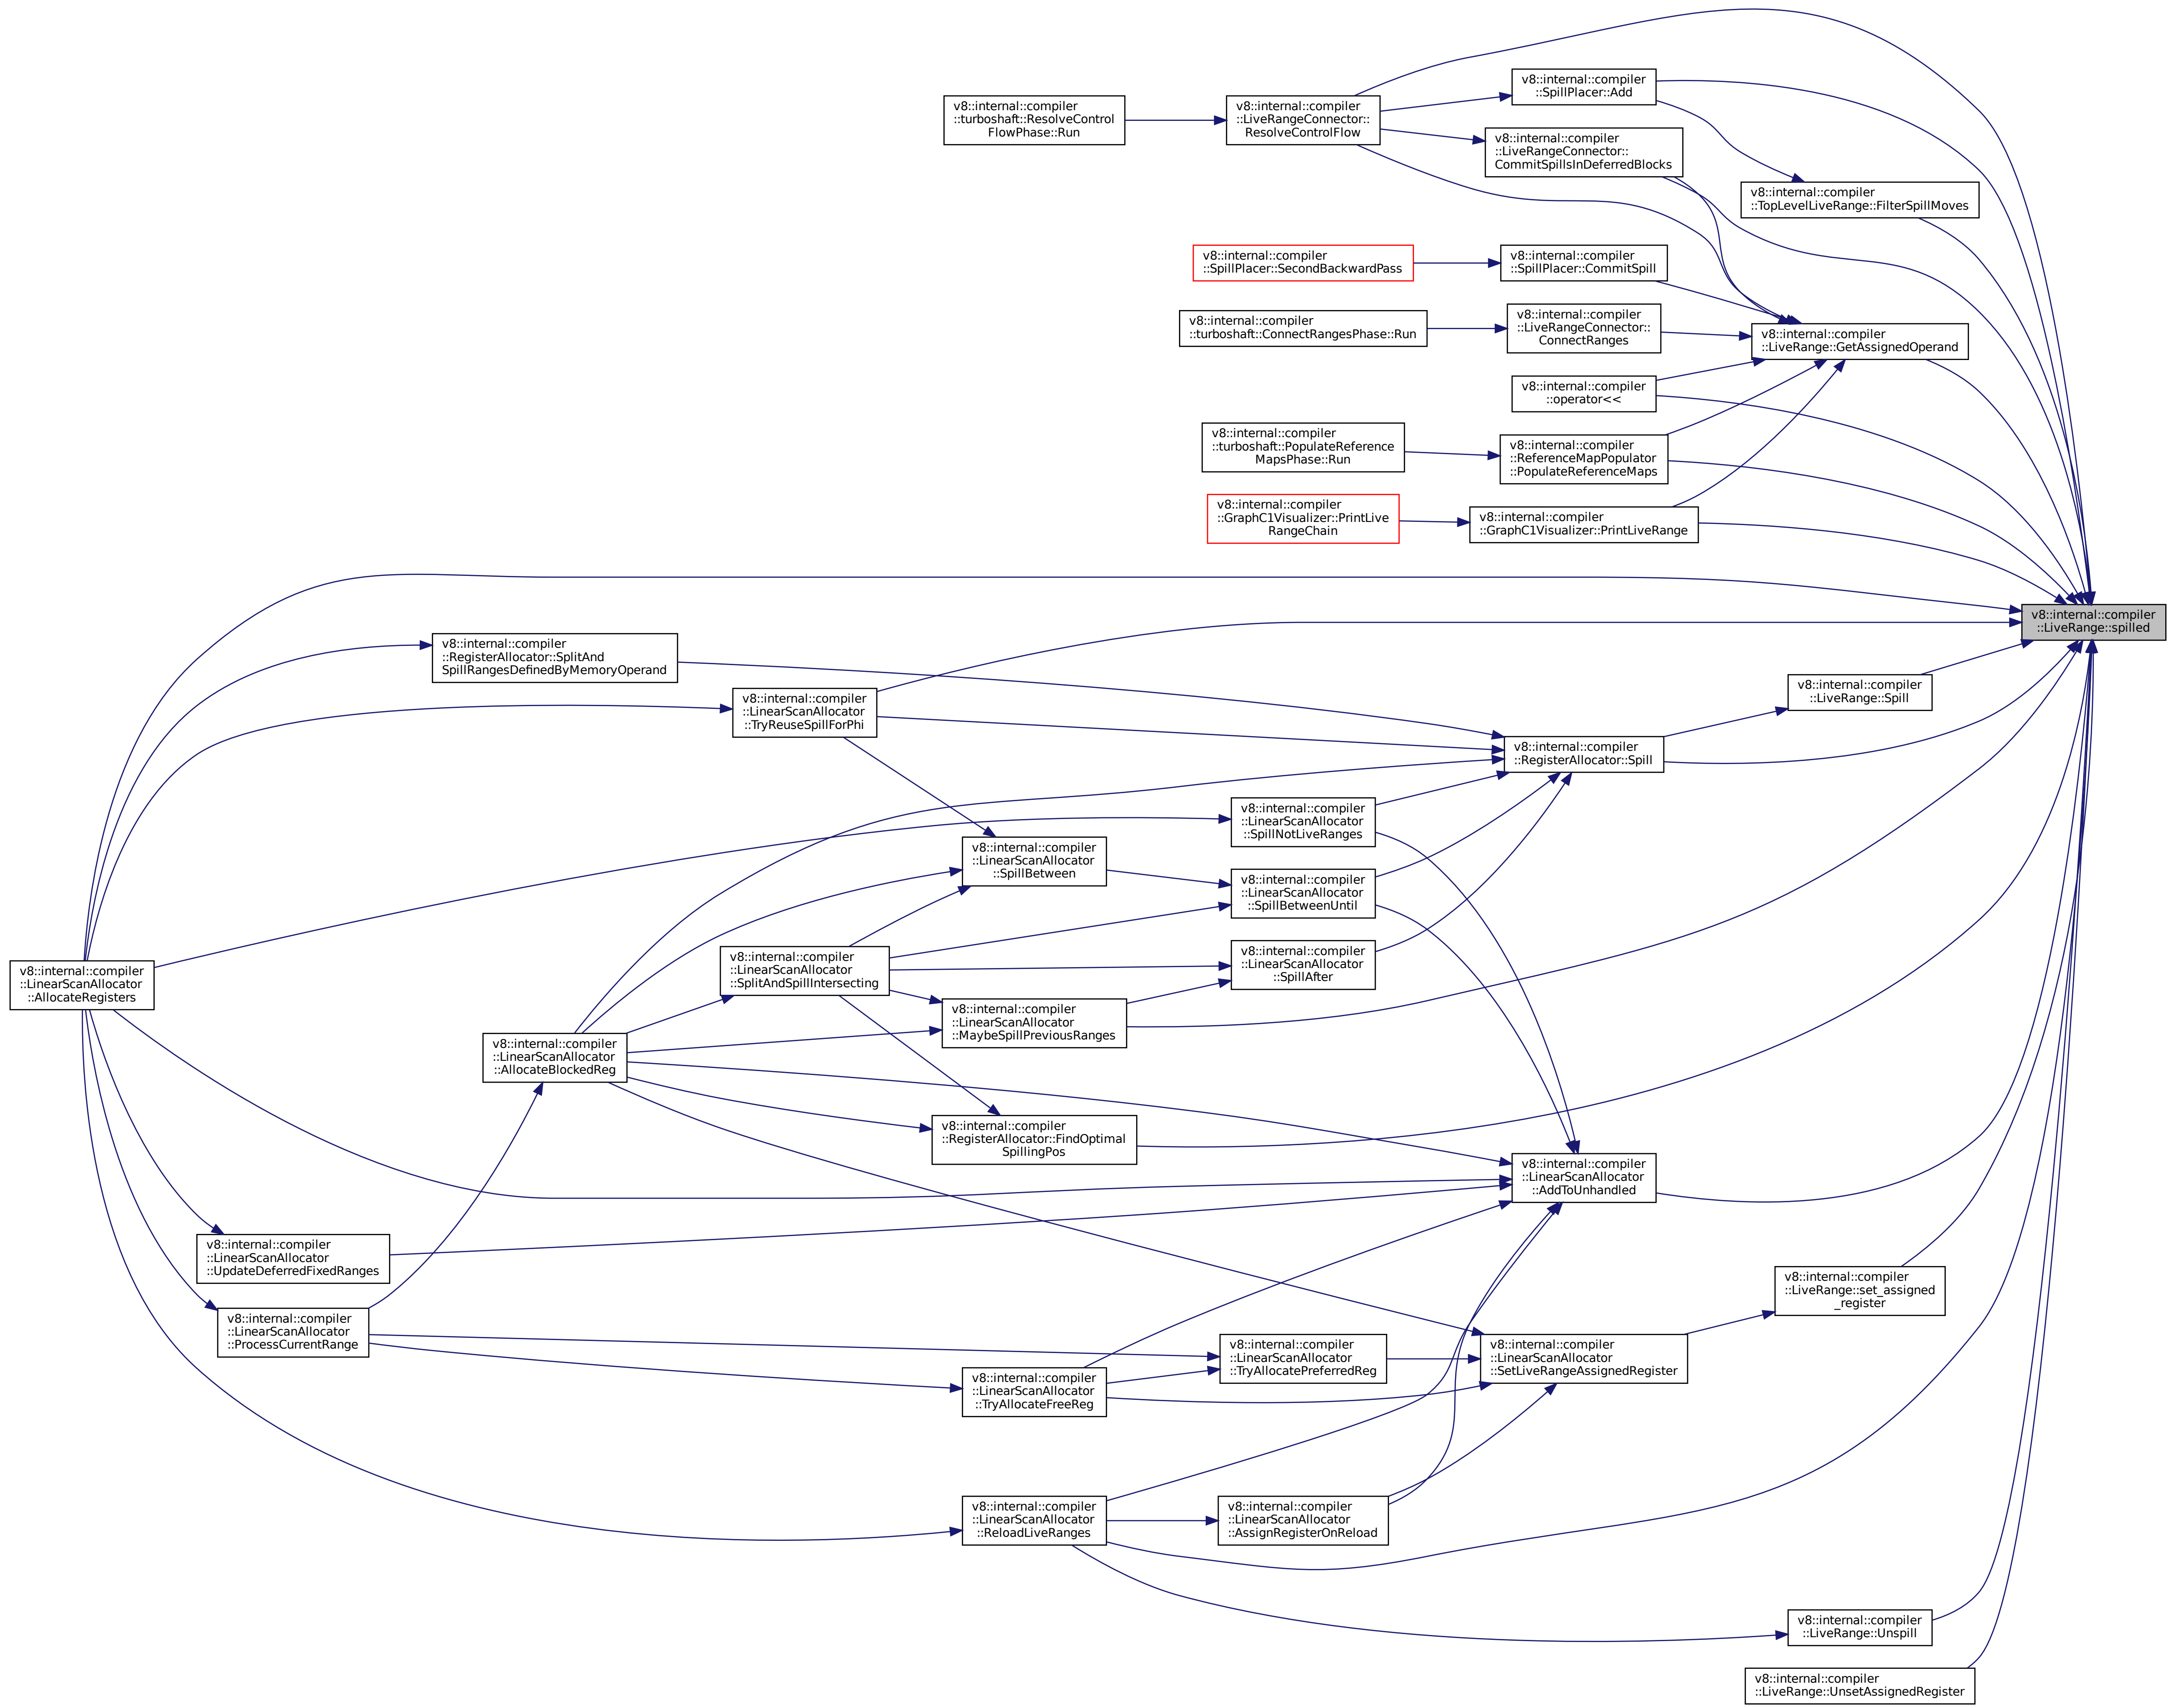 v8::internal::compiler
::SpillPlacer::Add
v8::internal::compiler
::turboshaft::ResolveControl
FlowPhase::Run
v8::internal::compiler
::LiveRangeConnector::
ResolveControlFlow
v8::internal::compiler
::LiveRangeConnector::
CommitSpillsInDeferredBlocks
v8::internal::compiler
::TopLevelLiveRange::FilterSpillMoves
v8::internal::compiler
::SpillPlacer::SecondBackwardPass
v8::internal::compiler
::SpillPlacer::CommitSpill
v8::internal::compiler
::turboshaft::ConnectRangesPhase::Run
v8::internal::compiler
::LiveRangeConnector::
ConnectRanges
v8::internal::compiler
::LiveRange::GetAssignedOperand
v8::internal::compiler
::operator<<
v8::internal::compiler
::turboshaft::PopulateReference
MapsPhase::Run
v8::internal::compiler
::ReferenceMapPopulator
::PopulateReferenceMaps
v8::internal::compiler
::GraphC1Visualizer::PrintLive
RangeChain
v8::internal::compiler
::GraphC1Visualizer::PrintLiveRange
v8::internal::compiler
::LiveRange::spilled
v8::internal::compiler
::RegisterAllocator::SplitAnd
SpillRangesDefinedByMemoryOperand
v8::internal::compiler
::LinearScanAllocator
::TryReuseSpillForPhi
v8::internal::compiler
::LiveRange::Spill
v8::internal::compiler
::RegisterAllocator::Spill
v8::internal::compiler
::LinearScanAllocator
::SpillNotLiveRanges
v8::internal::compiler
::LinearScanAllocator
::SpillBetween
v8::internal::compiler
::LinearScanAllocator
::SpillBetweenUntil
v8::internal::compiler
::LinearScanAllocator
::AllocateRegisters
v8::internal::compiler
::LinearScanAllocator
::SplitAndSpillIntersecting
v8::internal::compiler
::LinearScanAllocator
::SpillAfter
v8::internal::compiler
::LinearScanAllocator
::MaybeSpillPreviousRanges
v8::internal::compiler
::LinearScanAllocator
::AllocateBlockedReg
v8::internal::compiler
::RegisterAllocator::FindOptimal
SpillingPos
v8::internal::compiler
::LinearScanAllocator
::AddToUnhandled
v8::internal::compiler
::LinearScanAllocator
::UpdateDeferredFixedRanges
v8::internal::compiler
::LiveRange::set_assigned
_register
v8::internal::compiler
::LinearScanAllocator
::ProcessCurrentRange
v8::internal::compiler
::LinearScanAllocator
::TryAllocatePreferredReg
v8::internal::compiler
::LinearScanAllocator
::SetLiveRangeAssignedRegister
v8::internal::compiler
::LinearScanAllocator
::TryAllocateFreeReg
v8::internal::compiler
::LinearScanAllocator
::ReloadLiveRanges
v8::internal::compiler
::LinearScanAllocator
::AssignRegisterOnReload
v8::internal::compiler
::LiveRange::Unspill
v8::internal::compiler
::LiveRange::UnsetAssignedRegister